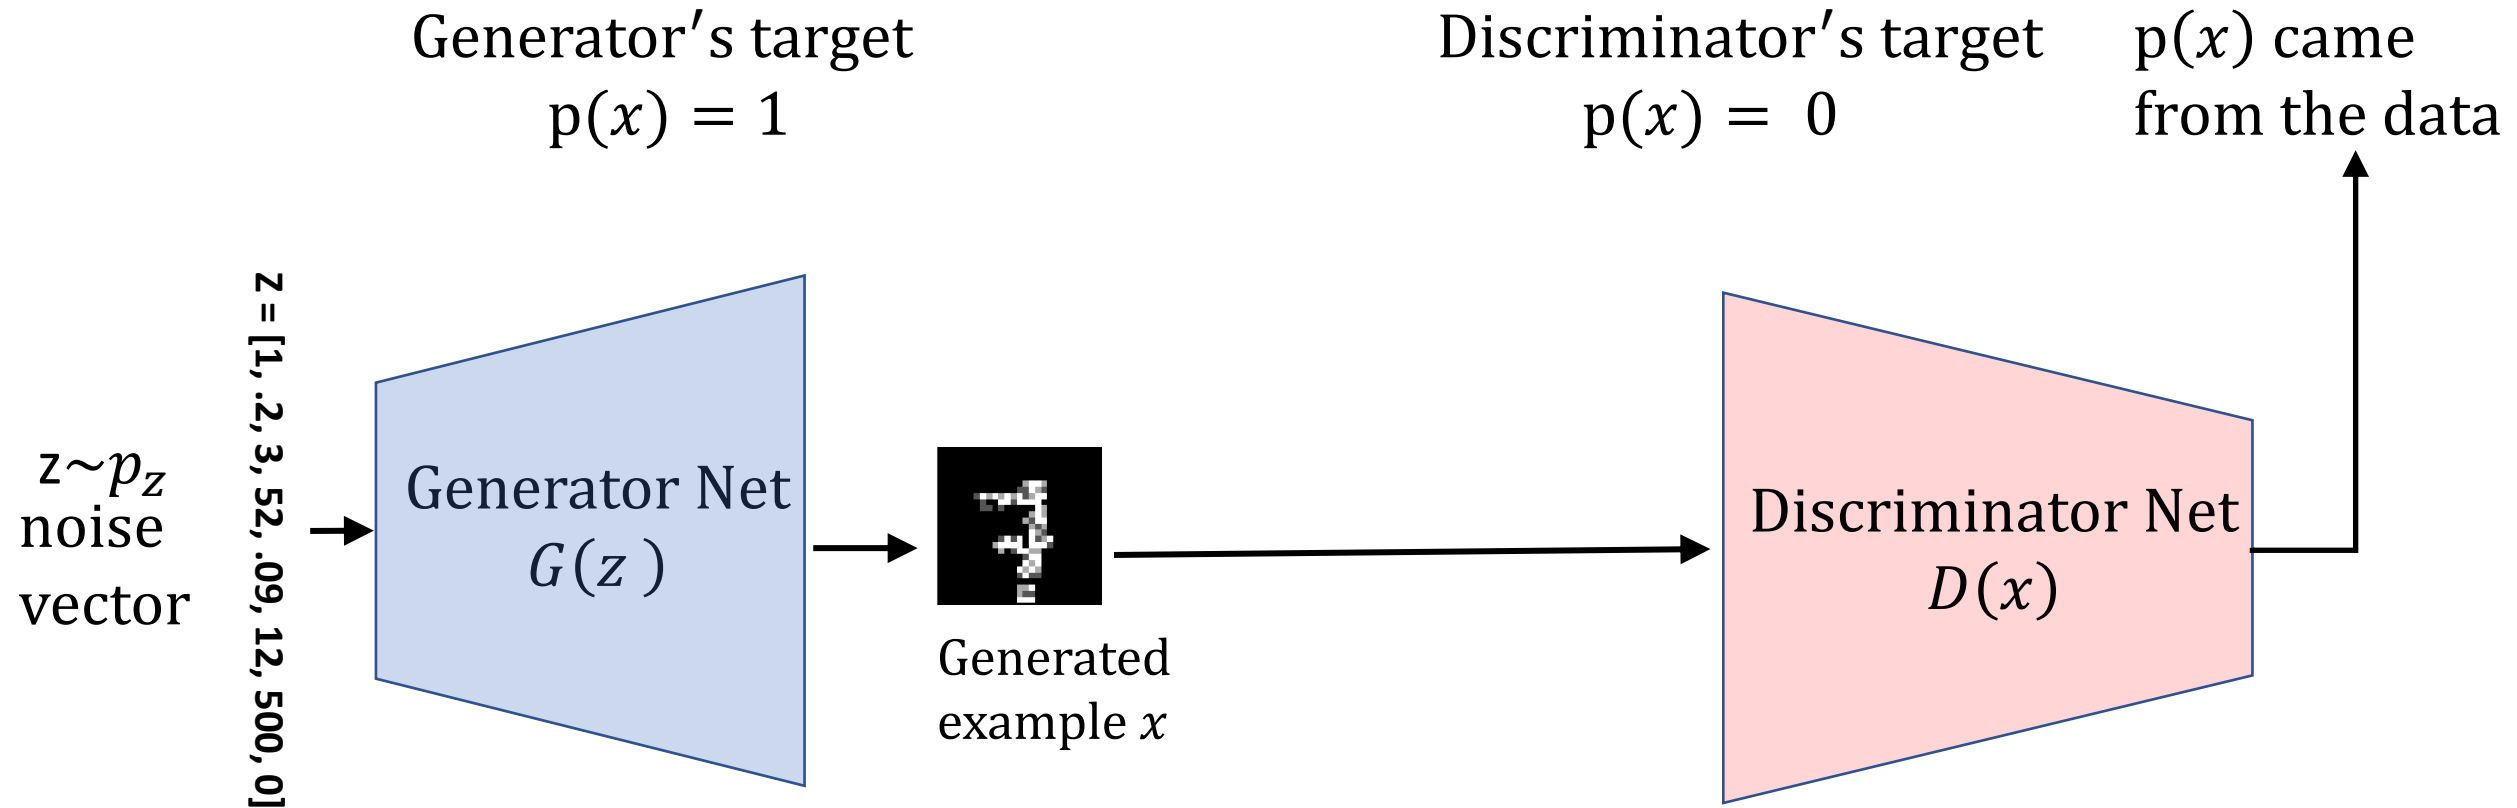 Generator's target
p(x) = 1
Discriminator's target
p(x) = 0
p(x) came
from the data
z = [1, .2, 3, 52, .09, 12, 500, 0]
z~p_z
noise
vector
Generator Net
G(z)
Generated
example x
Discriminator Net
D(x)